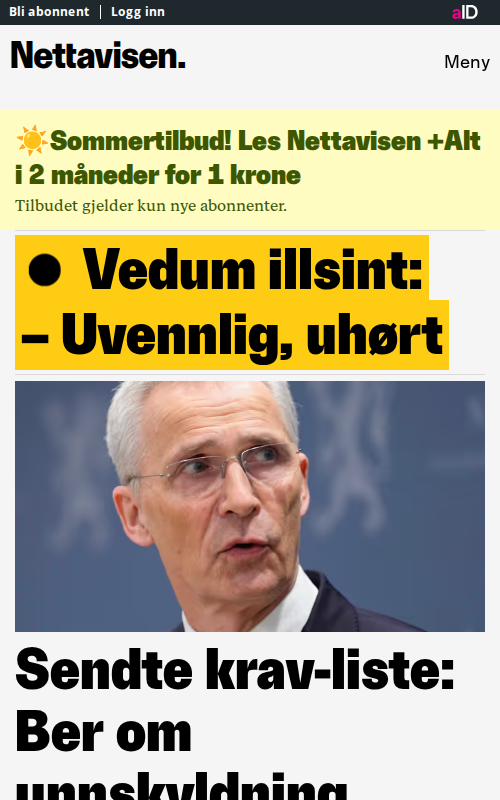 Bli abonnent | Logg inn
aID
Nettavisen.
Meny
☀️Sommertilbud! Les Nettavisen +Alt
i 2 måneder for 1 krone
Tilbudet gjelder kun nye abonnenter.
● Vedum illsint:
– Uvennlig, uhørt
Sendte krav-liste:
Ber om
unnskyldning